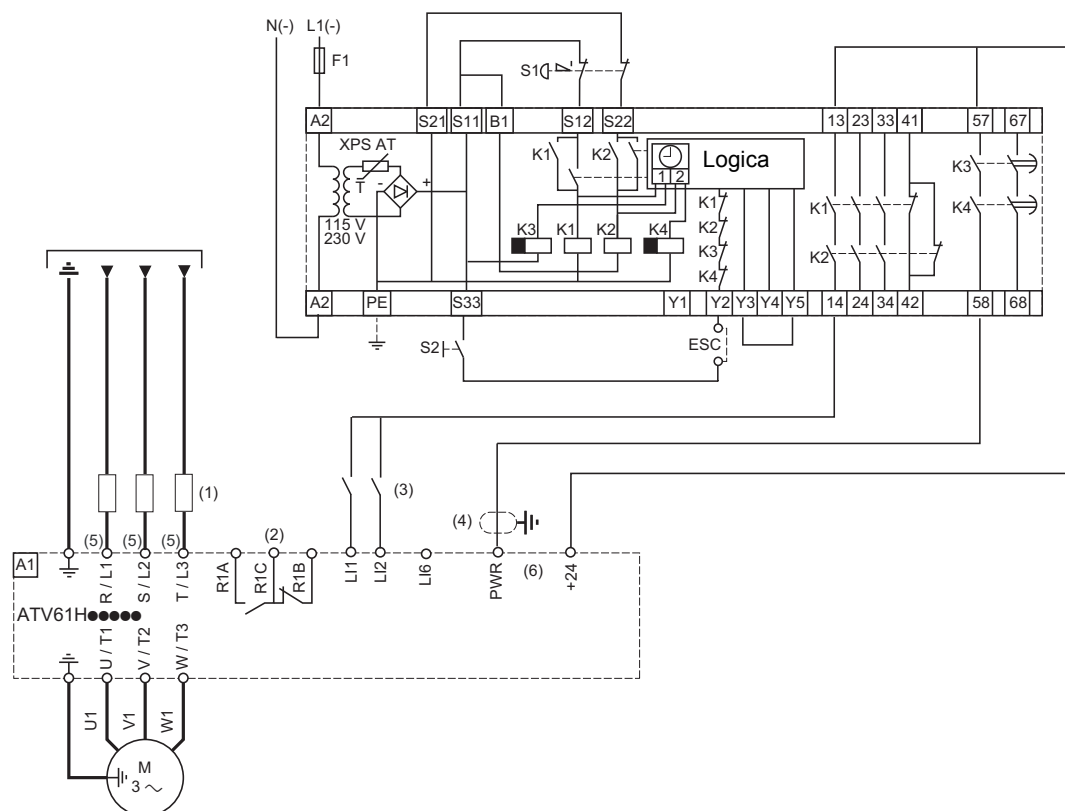 N(-) L1(-)
F1
S1
A2 S21 S11 B1 S12 S22 13 23 33 41 57 67
XPS AT
T
-
+
115 V
230 V
K1 K2
1 2
Logica
K3 K1 K2 K4
K1
K2
K3
K4
K1
K2
K3
K4
A2 PE S33 Y1 Y2 Y3 Y4 Y5 14 24 34 42 58 68
S2
ESC
(1)
(3)
(4)
(5) (5) (5)
(2)
(6)
A1
R / L1
S / L2
T / L3
R1A
R1C
R1B
LI1
LI2
LI6
PWR
+24
ATV61H●●●●●
U / T1
V / T2
W / T3
U1
V1
W1
M
3 ~